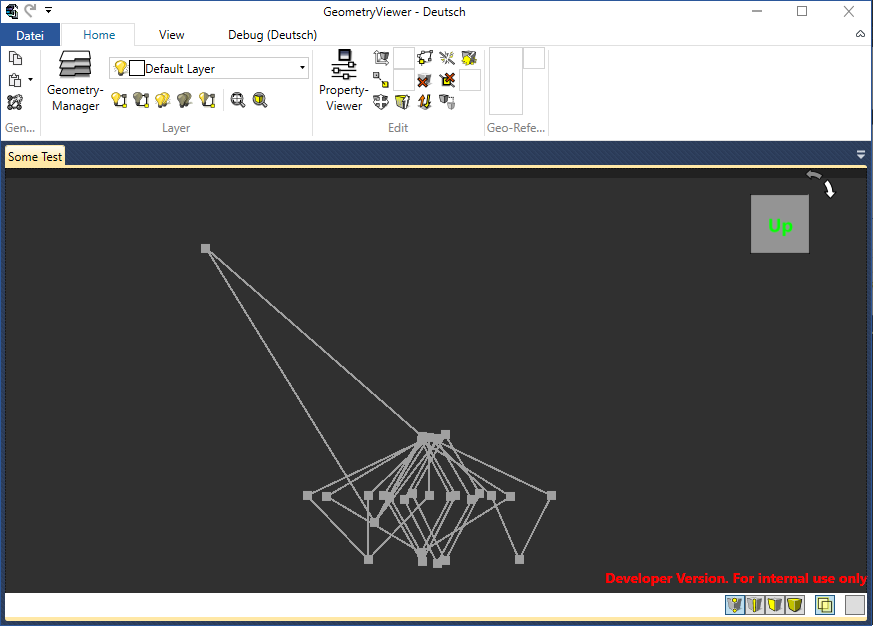 GeometryViewer - Deutsch
Datei Home View Debug (Deutsch)
Default Layer
Geometry-
Manager
Property-
Viewer
Gen... Layer Edit Geo-Refe...
Some Test
Up
Developer Version. For internal use only